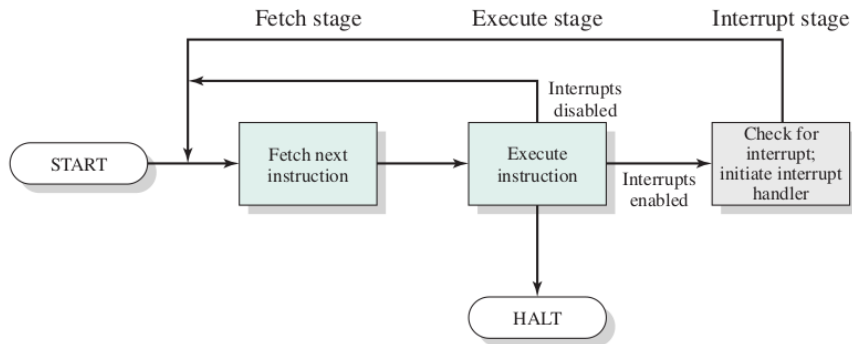 Fetch stage
Execute stage
Interrupt stage
Interrupts
disabled
START
Fetch next
instruction
Execute
instruction
Interrupts
enabled
Check for
interrupt;
initiate interrupt
handler
HALT